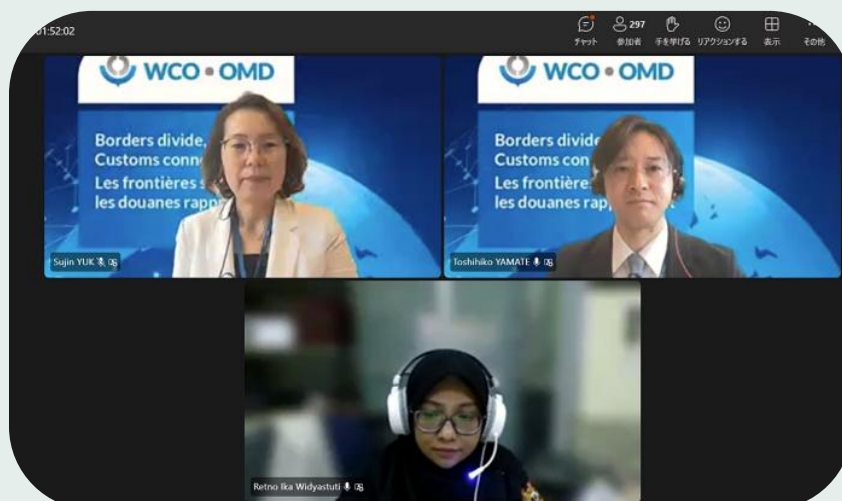 01:52:02
297
チャット 参加者 手を挙げる リアクションする 表示 その他
WCO OMD
Borders divide,
Customs conn
Les frontières s
les douanes rapp
Sujin YUK
WCO OMD
Borders divide
Customs con
Les frontière
les douanes rap
Toshihiko YAMATE
Retno Ika Widyastuti